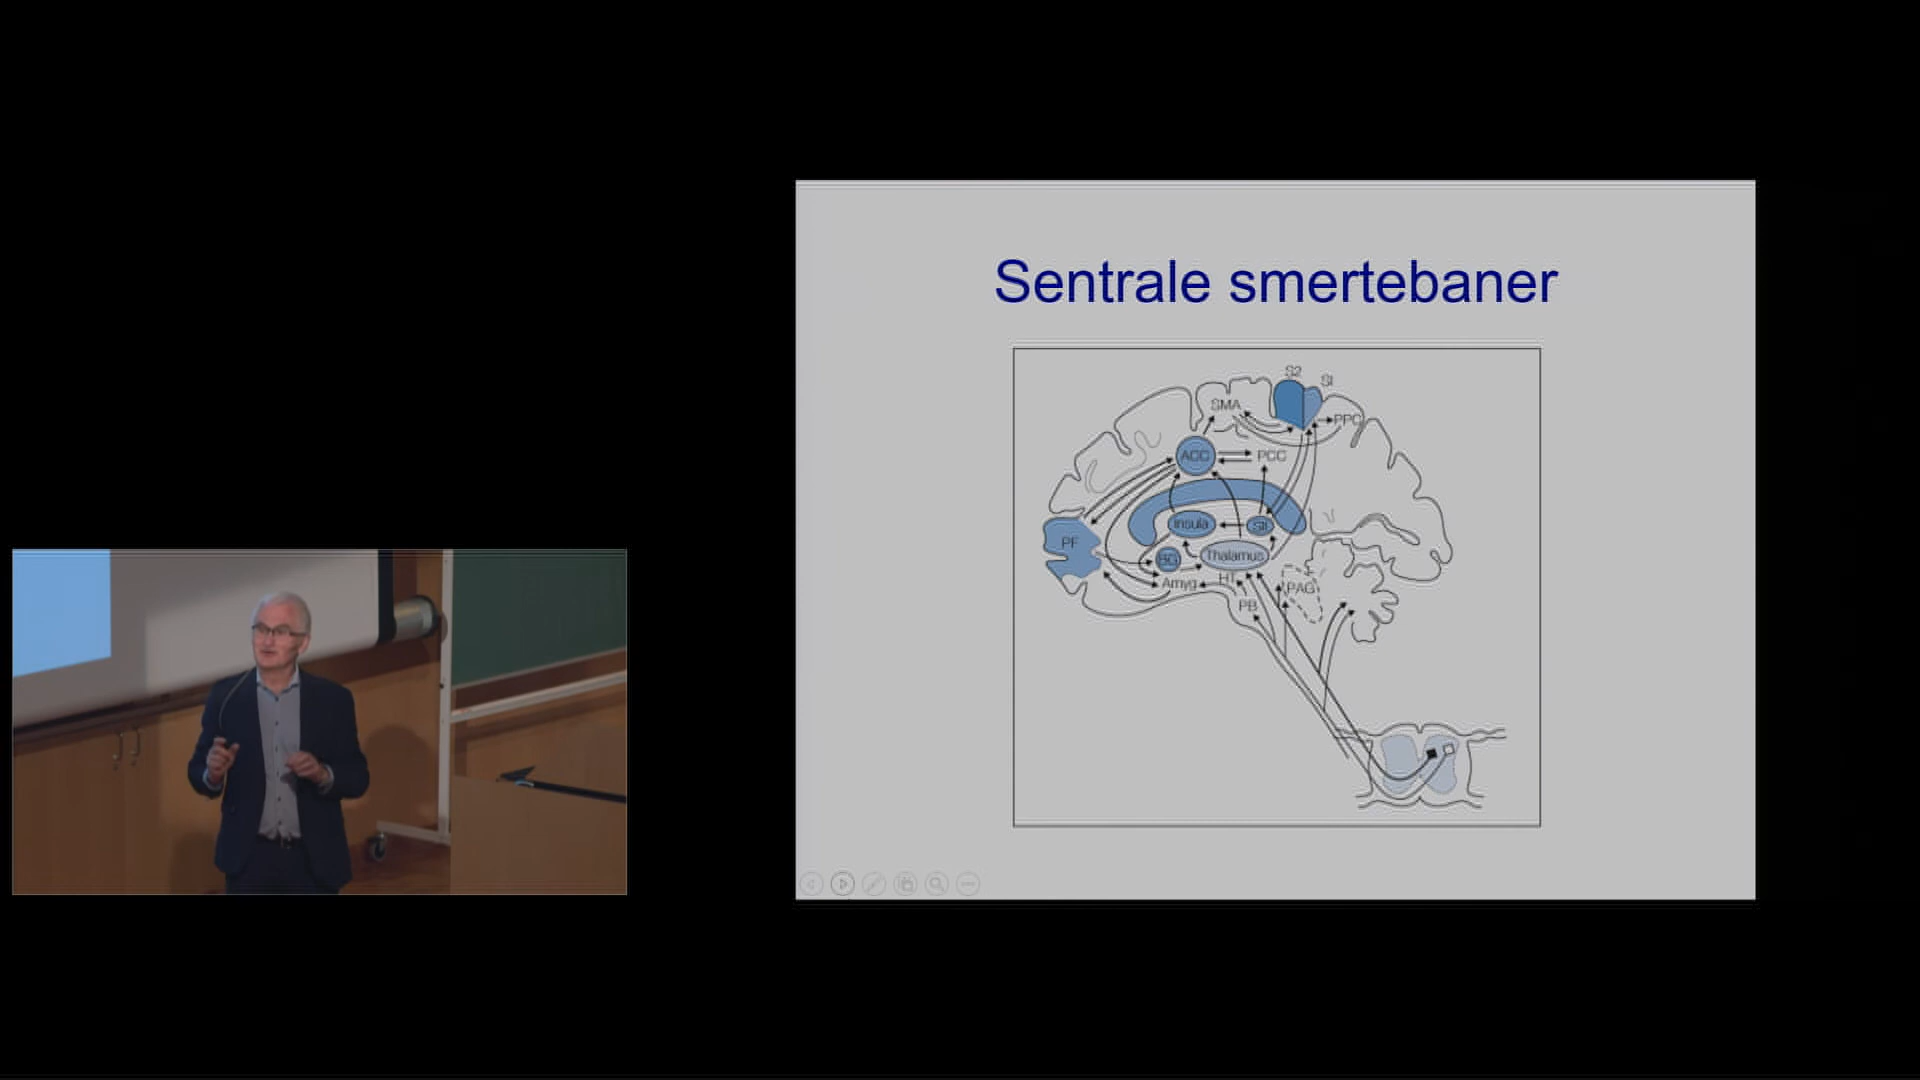 Sentrale smertebaner
S2
SI
SMA
PPC
ACC
PCC
Insula
SII
PF
BG
Thalamus
Amyg
HT
PAG
PB